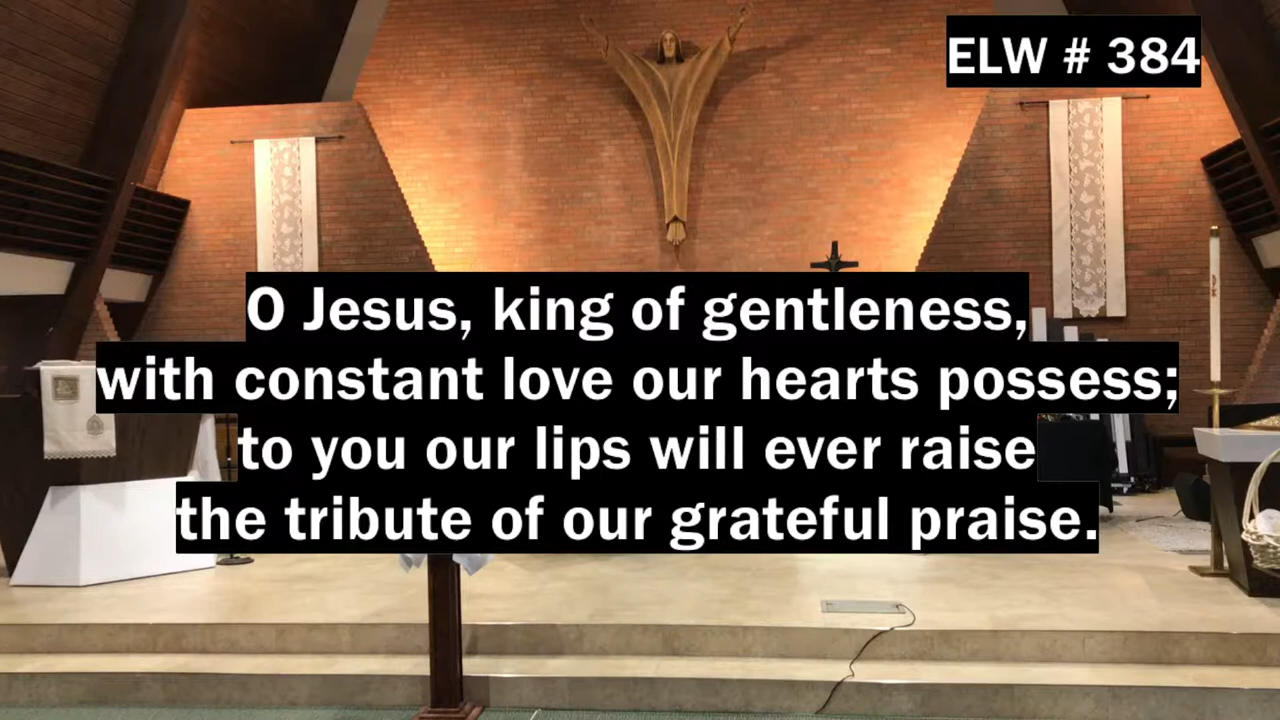 ELW # 384
O Jesus, king of gentleness,
with constant love our hearts possess;
to you our lips will ever raise
the tribute of our grateful praise.